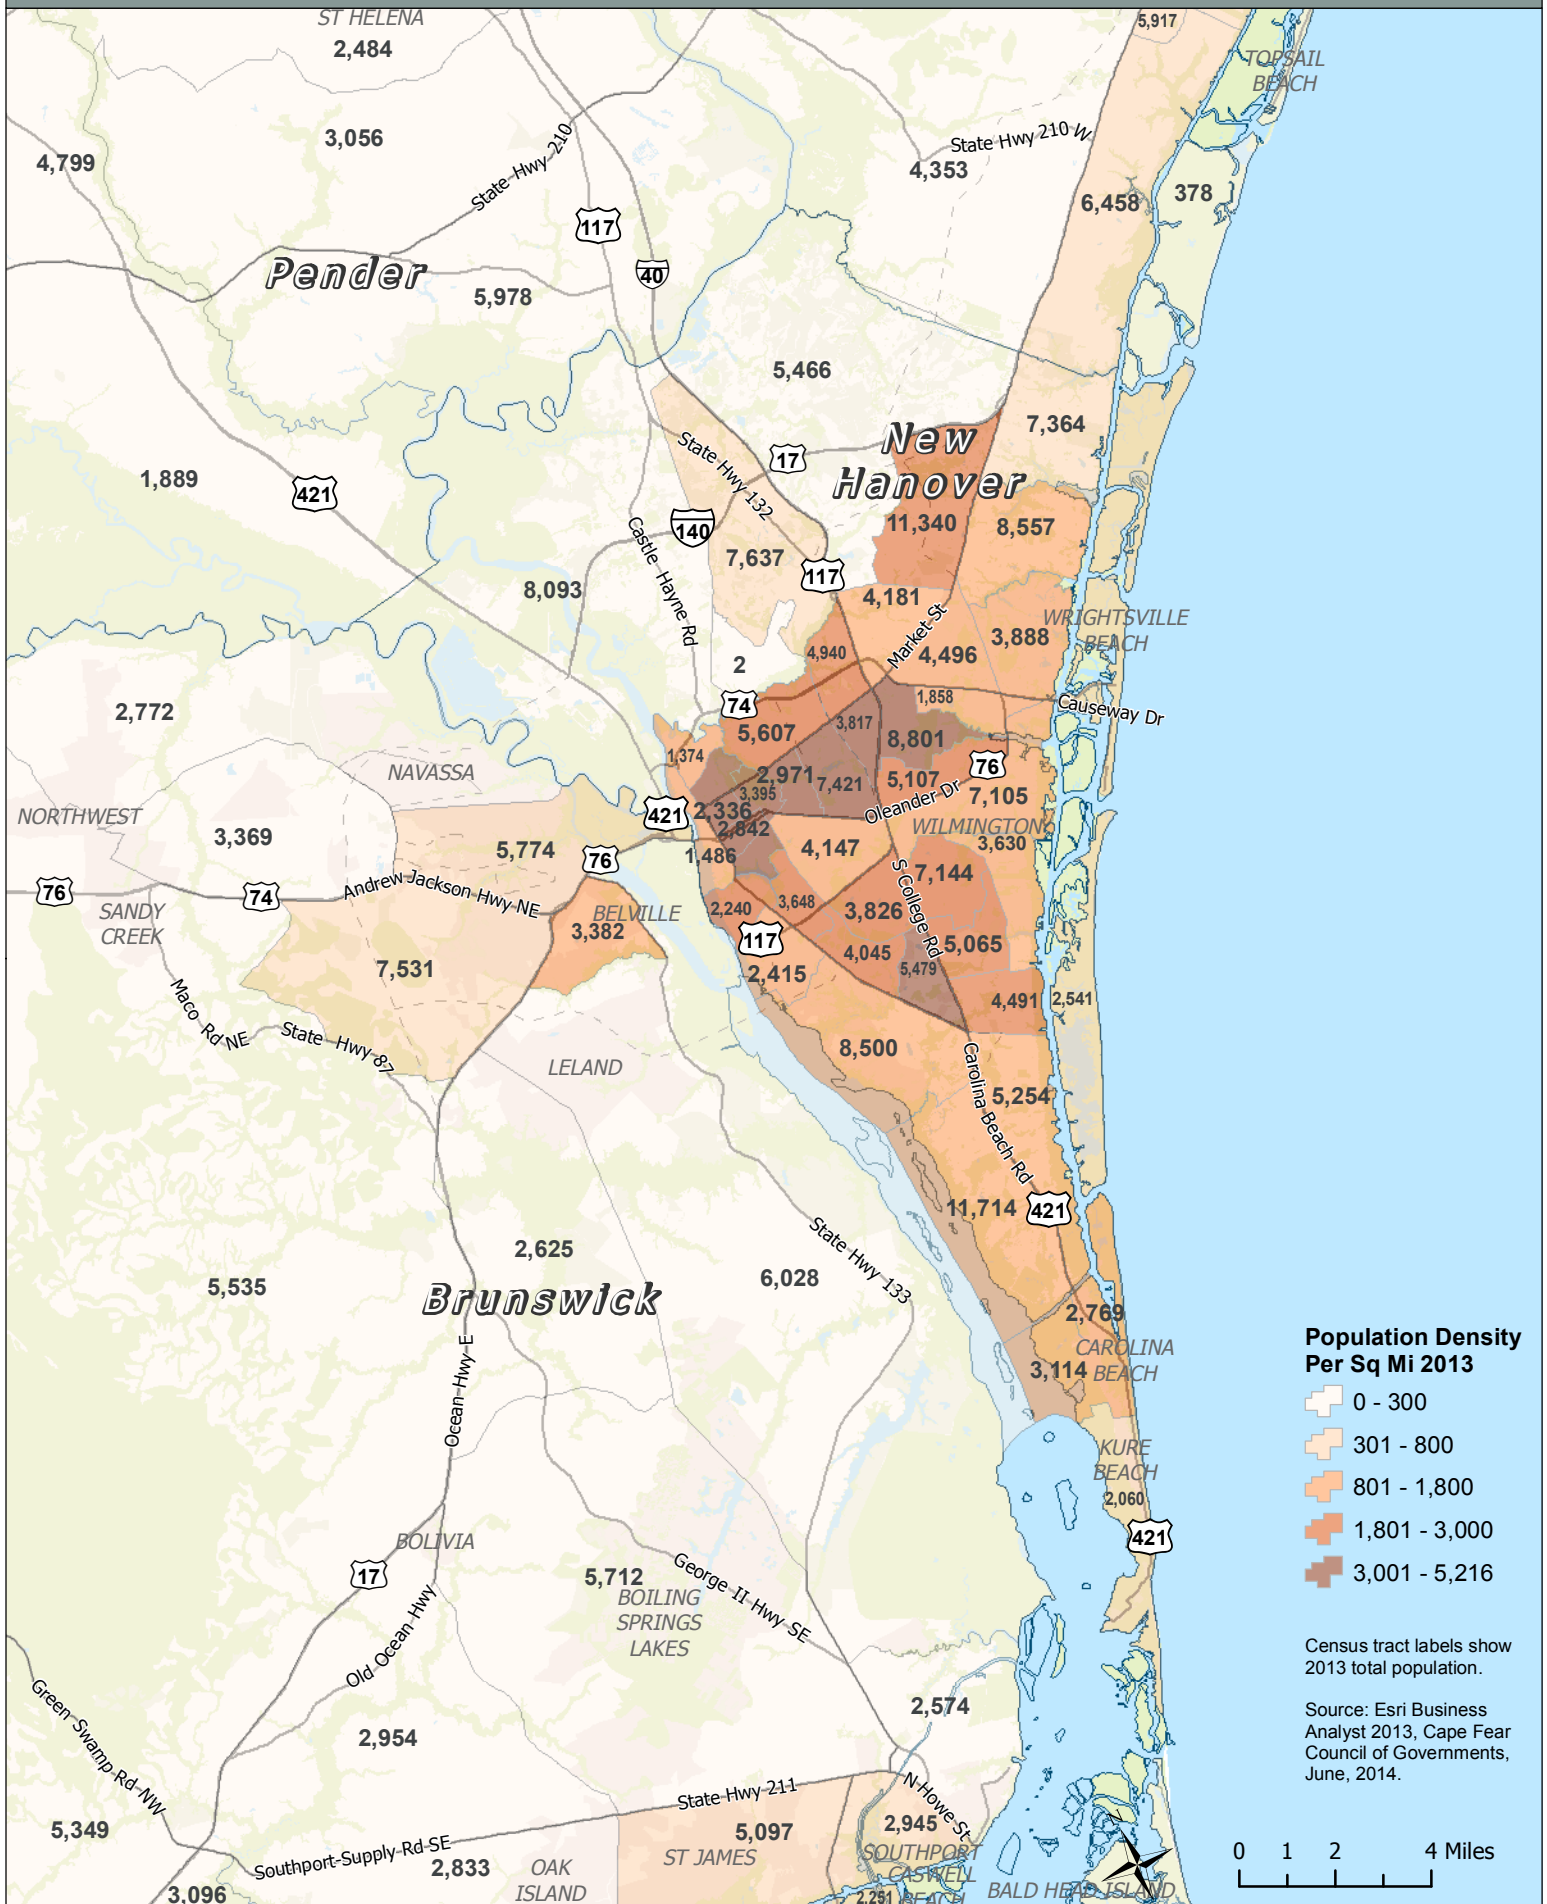 ST HELENA
2,484
5,917
TOPSAIL
BEACH
3,056
4,799
State Hwy 210
State Hwy 210 W
4,353
6,458
378
117
40
Pender
5,978
5,466
7,364
New
Hanover
State Hwy 132
17
1,889
421
140
11,340
8,557
Castle Hayne Rd
7,637
117
8,093
4,181
Market St
WRIGHTSVILLE
BEACH
3,888
4,940
4,496
2
74
1,858
Causeway Dr
2,772
5,607
3,817
8,801
1,374
NAVASSA
2,971
7,421
5,107
76
3,395
Oleander Dr
7,105
NORTHWEST
421
2,336
2,842
WILMINGTON
3,630
3,369
5,774
76
1,486
4,147
7,144
76
74
Andrew Jackson Hwy NE
S College Rd
SANDY
CREEK
BELVILLE
3,382
2,240
3,648
3,826
117
4,045
5,065
7,531
2,415
5,479
4,491
2,541
Maco Rd NE
State Hwy 87
8,500
LELAND
Carolina Beach Rd
5,254
11,714
421
2,625
State Hwy 133
5,535
6,028
Brunswick
2,769
CAROLINA
BEACH
3,114
Ocean Hwy E
KURE
BEACH
2,060
421
BOLIVIA
17
5,712
BOILING
SPRINGS
LAKES
George II Hwy SE
Old Ocean Hwy
Green Swamp Rd NW
2,574
2,954
State Hwy 211
N Howe St
5,349
5,097
ST JAMES
2,945
SOUTHPORT
Southport-Supply Rd SE
2,833
OAK
ISLAND
CASWELL
BEACH
2,251
BALD HEAD ISLAND
3,096
Population Density
Per Sq Mi 2013
0 - 300
301 - 800
801 - 1,800
1,801 - 3,000
3,001 - 5,216
Census tract labels show
2013 total population.
Source: Esri Business
Analyst 2013, Cape Fear
Council of Governments,
June, 2014.
0 1 2 4 Miles